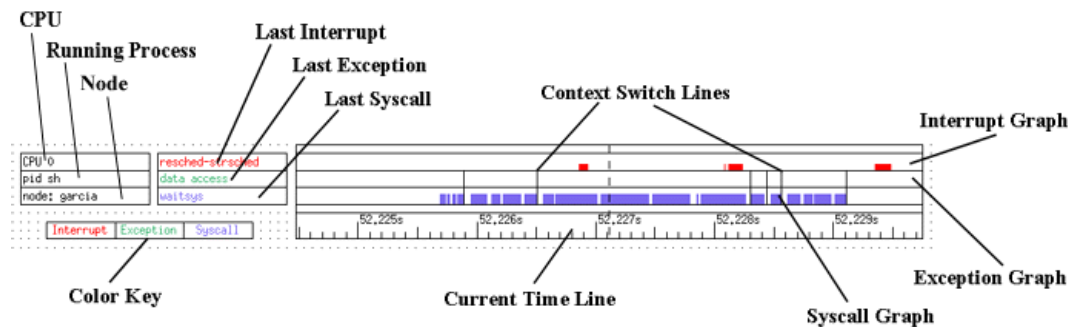 CPU
Running Process
Node
Last Interrupt
Last Exception
Last Syscall
Context Switch Lines
Interrupt Graph
CPU 0
pid sh
node: garcia
resched-strsched
data access
waitsys
52,225s 52,226s 52,227s 52,228s 52,229s
Interrupt Exception Syscall
Color Key
Current Time Line
Syscall Graph
Exception Graph